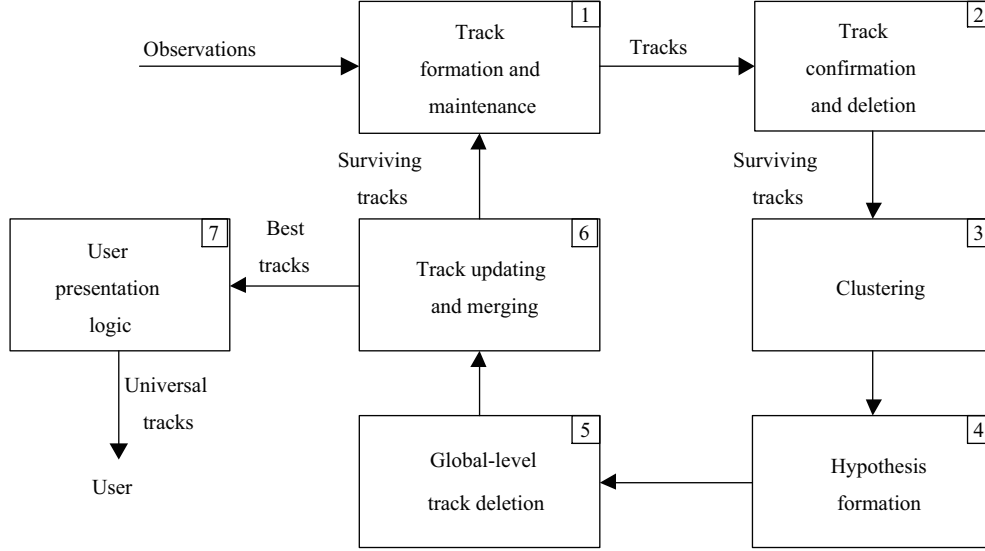 Observations
1
Track
formation and
maintenance
Tracks
2
Track
confirmation
and deletion
Surviving
tracks
Surviving
tracks
7
User
presentation
logic
Best
tracks
6
Track updating
and merging
3
Clustering
Universal
tracks
User
5
Global-level
track deletion
4
Hypothesis
formation